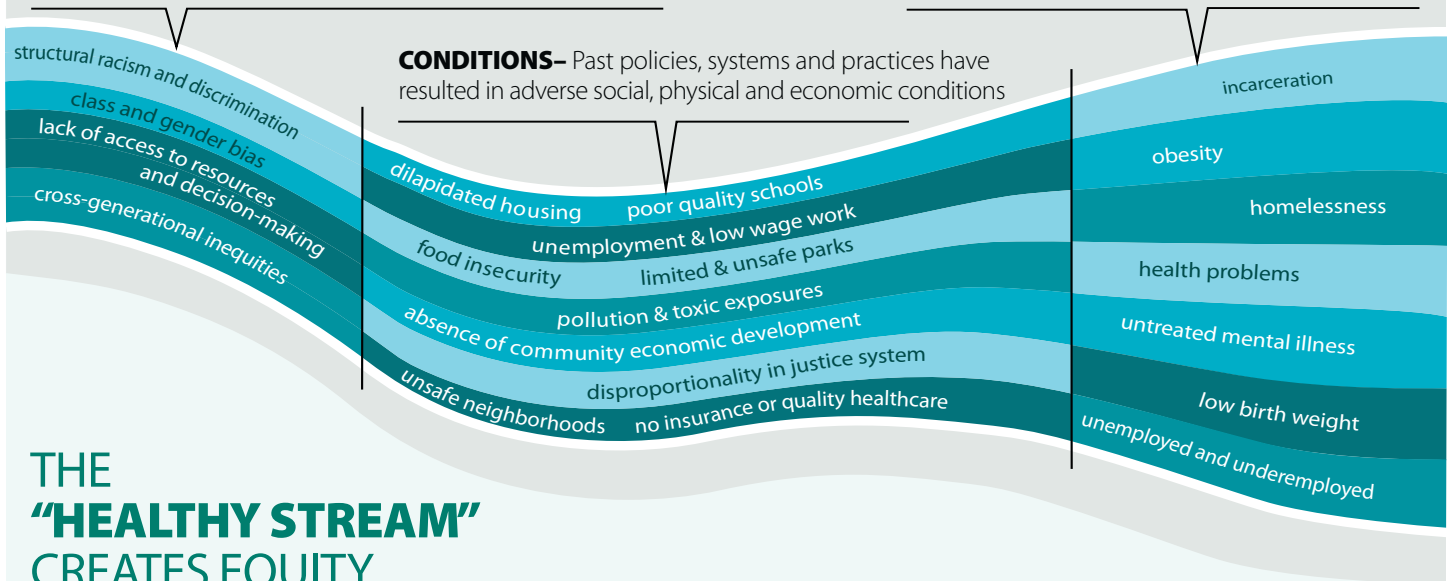 CONDITIONS– Past policies, systems and practices have
resulted in adverse social, physical and economic conditions
structural racism and discrimination
class and gender bias
lack of access to resources
and decision-making
cross-generational inequities
dilapidated housing
poor quality schools
unemployment & low wage work
food insecurity
limited & unsafe parks
pollution & toxic exposures
absence of community economic development
disproportionality in justice system
unsafe neighborhoods
no insurance or quality healthcare
incarceration
obesity
homelessness
health problems
untreated mental illness
low birth weight
unemployed and underemployed
THE
“HEALTHY STREAM”
CREATES EQUITY